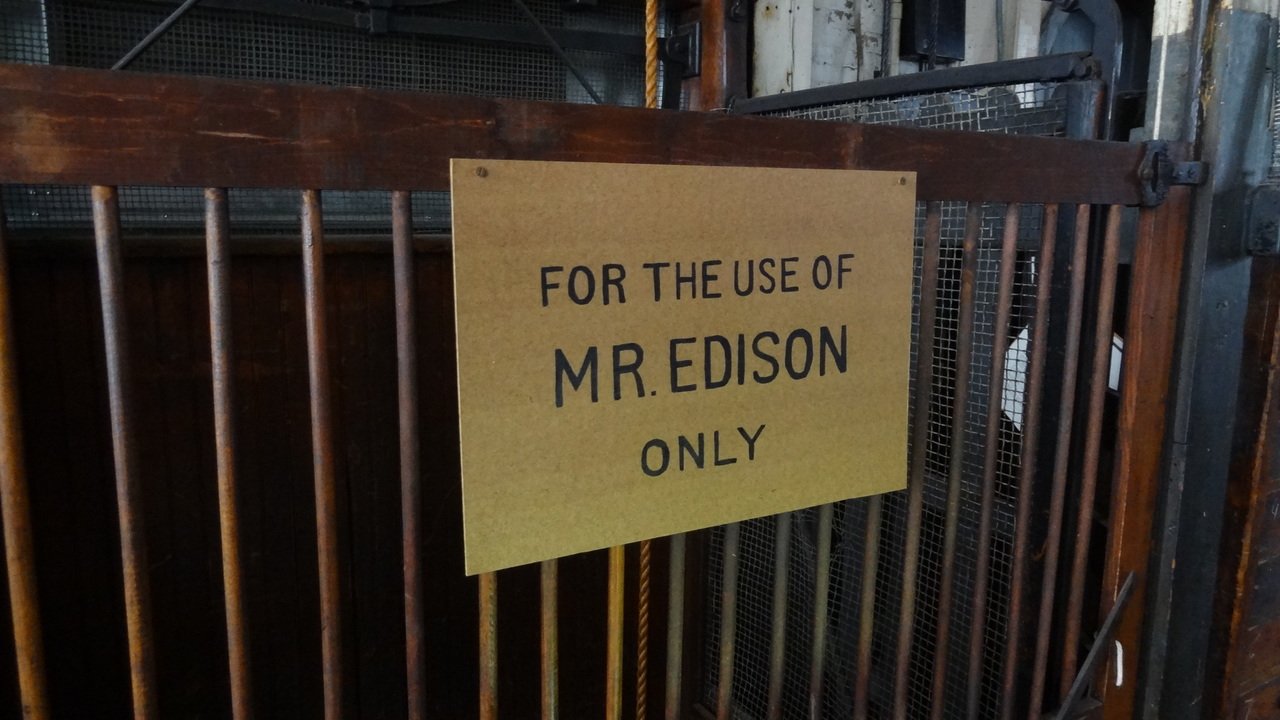 FOR THE USE OF
MR. EDISON
ONLY